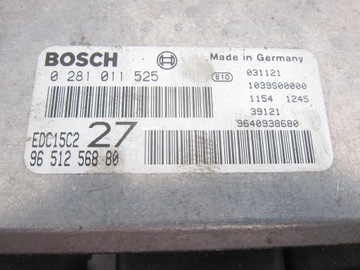 BOSCH
Made in Germany
0 281 011 525
810
031121
1039S00000
1154 1245
39121
EDC15C2 27
96 512 568 80
9640938680